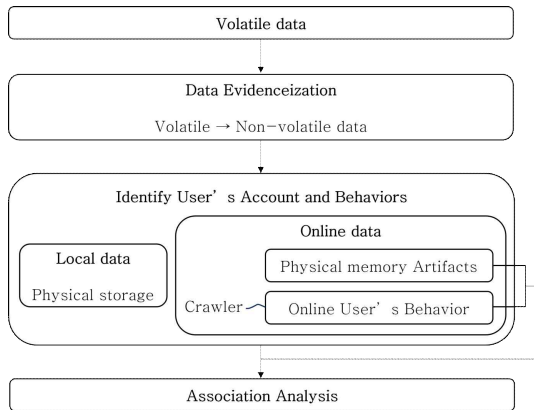 Volatile data
Data Evidenceization
Volatile → Non-volatile data
Identify User's Account and Behaviors
Online data
Local data
Physical storage
Physical memory Artifacts
Crawler
Online User's Behavior
Association Analysis